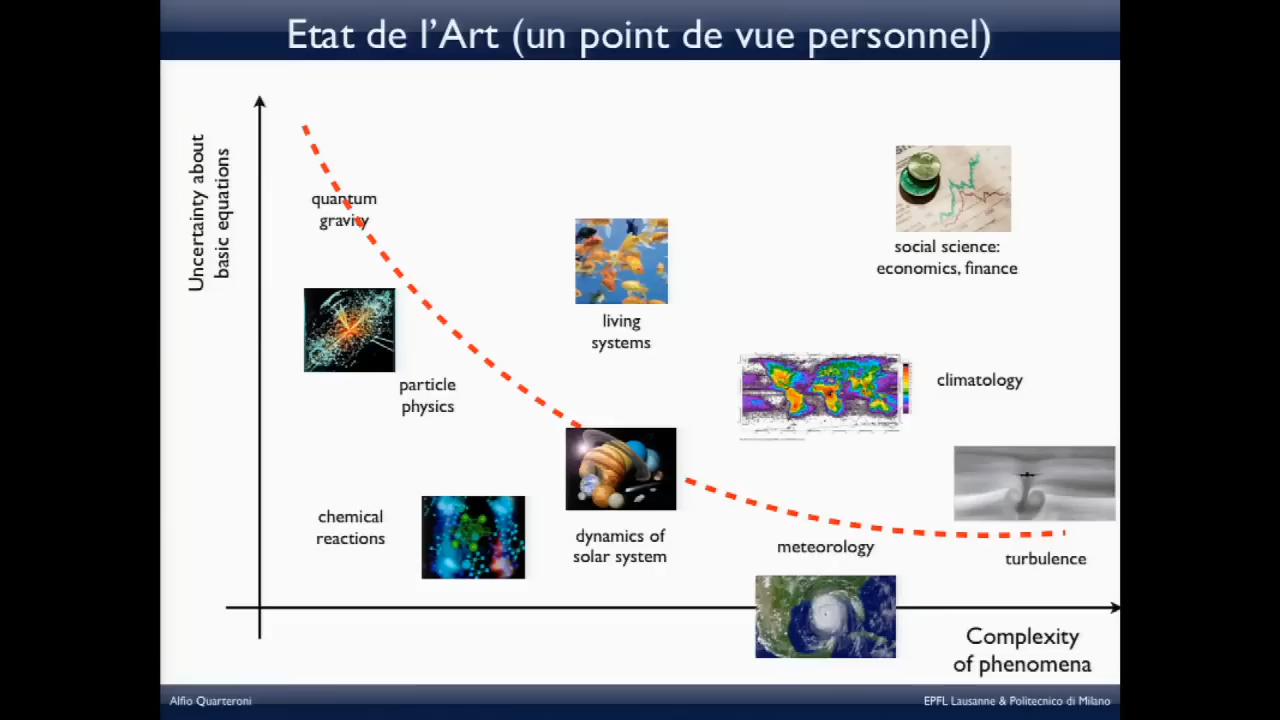 Etat de l’Art (un point de vue personnel)
Uncertainty about
basic equations
quantum
gravity
social science:
economics, finance
living
systems
climatology
particle
physics
chemical
reactions
dynamics of
solar system
meteorology
turbulence
Complexity
of phenomena
Alfio Quarteroni
EPFL Lausanne & Politecnico di Milano